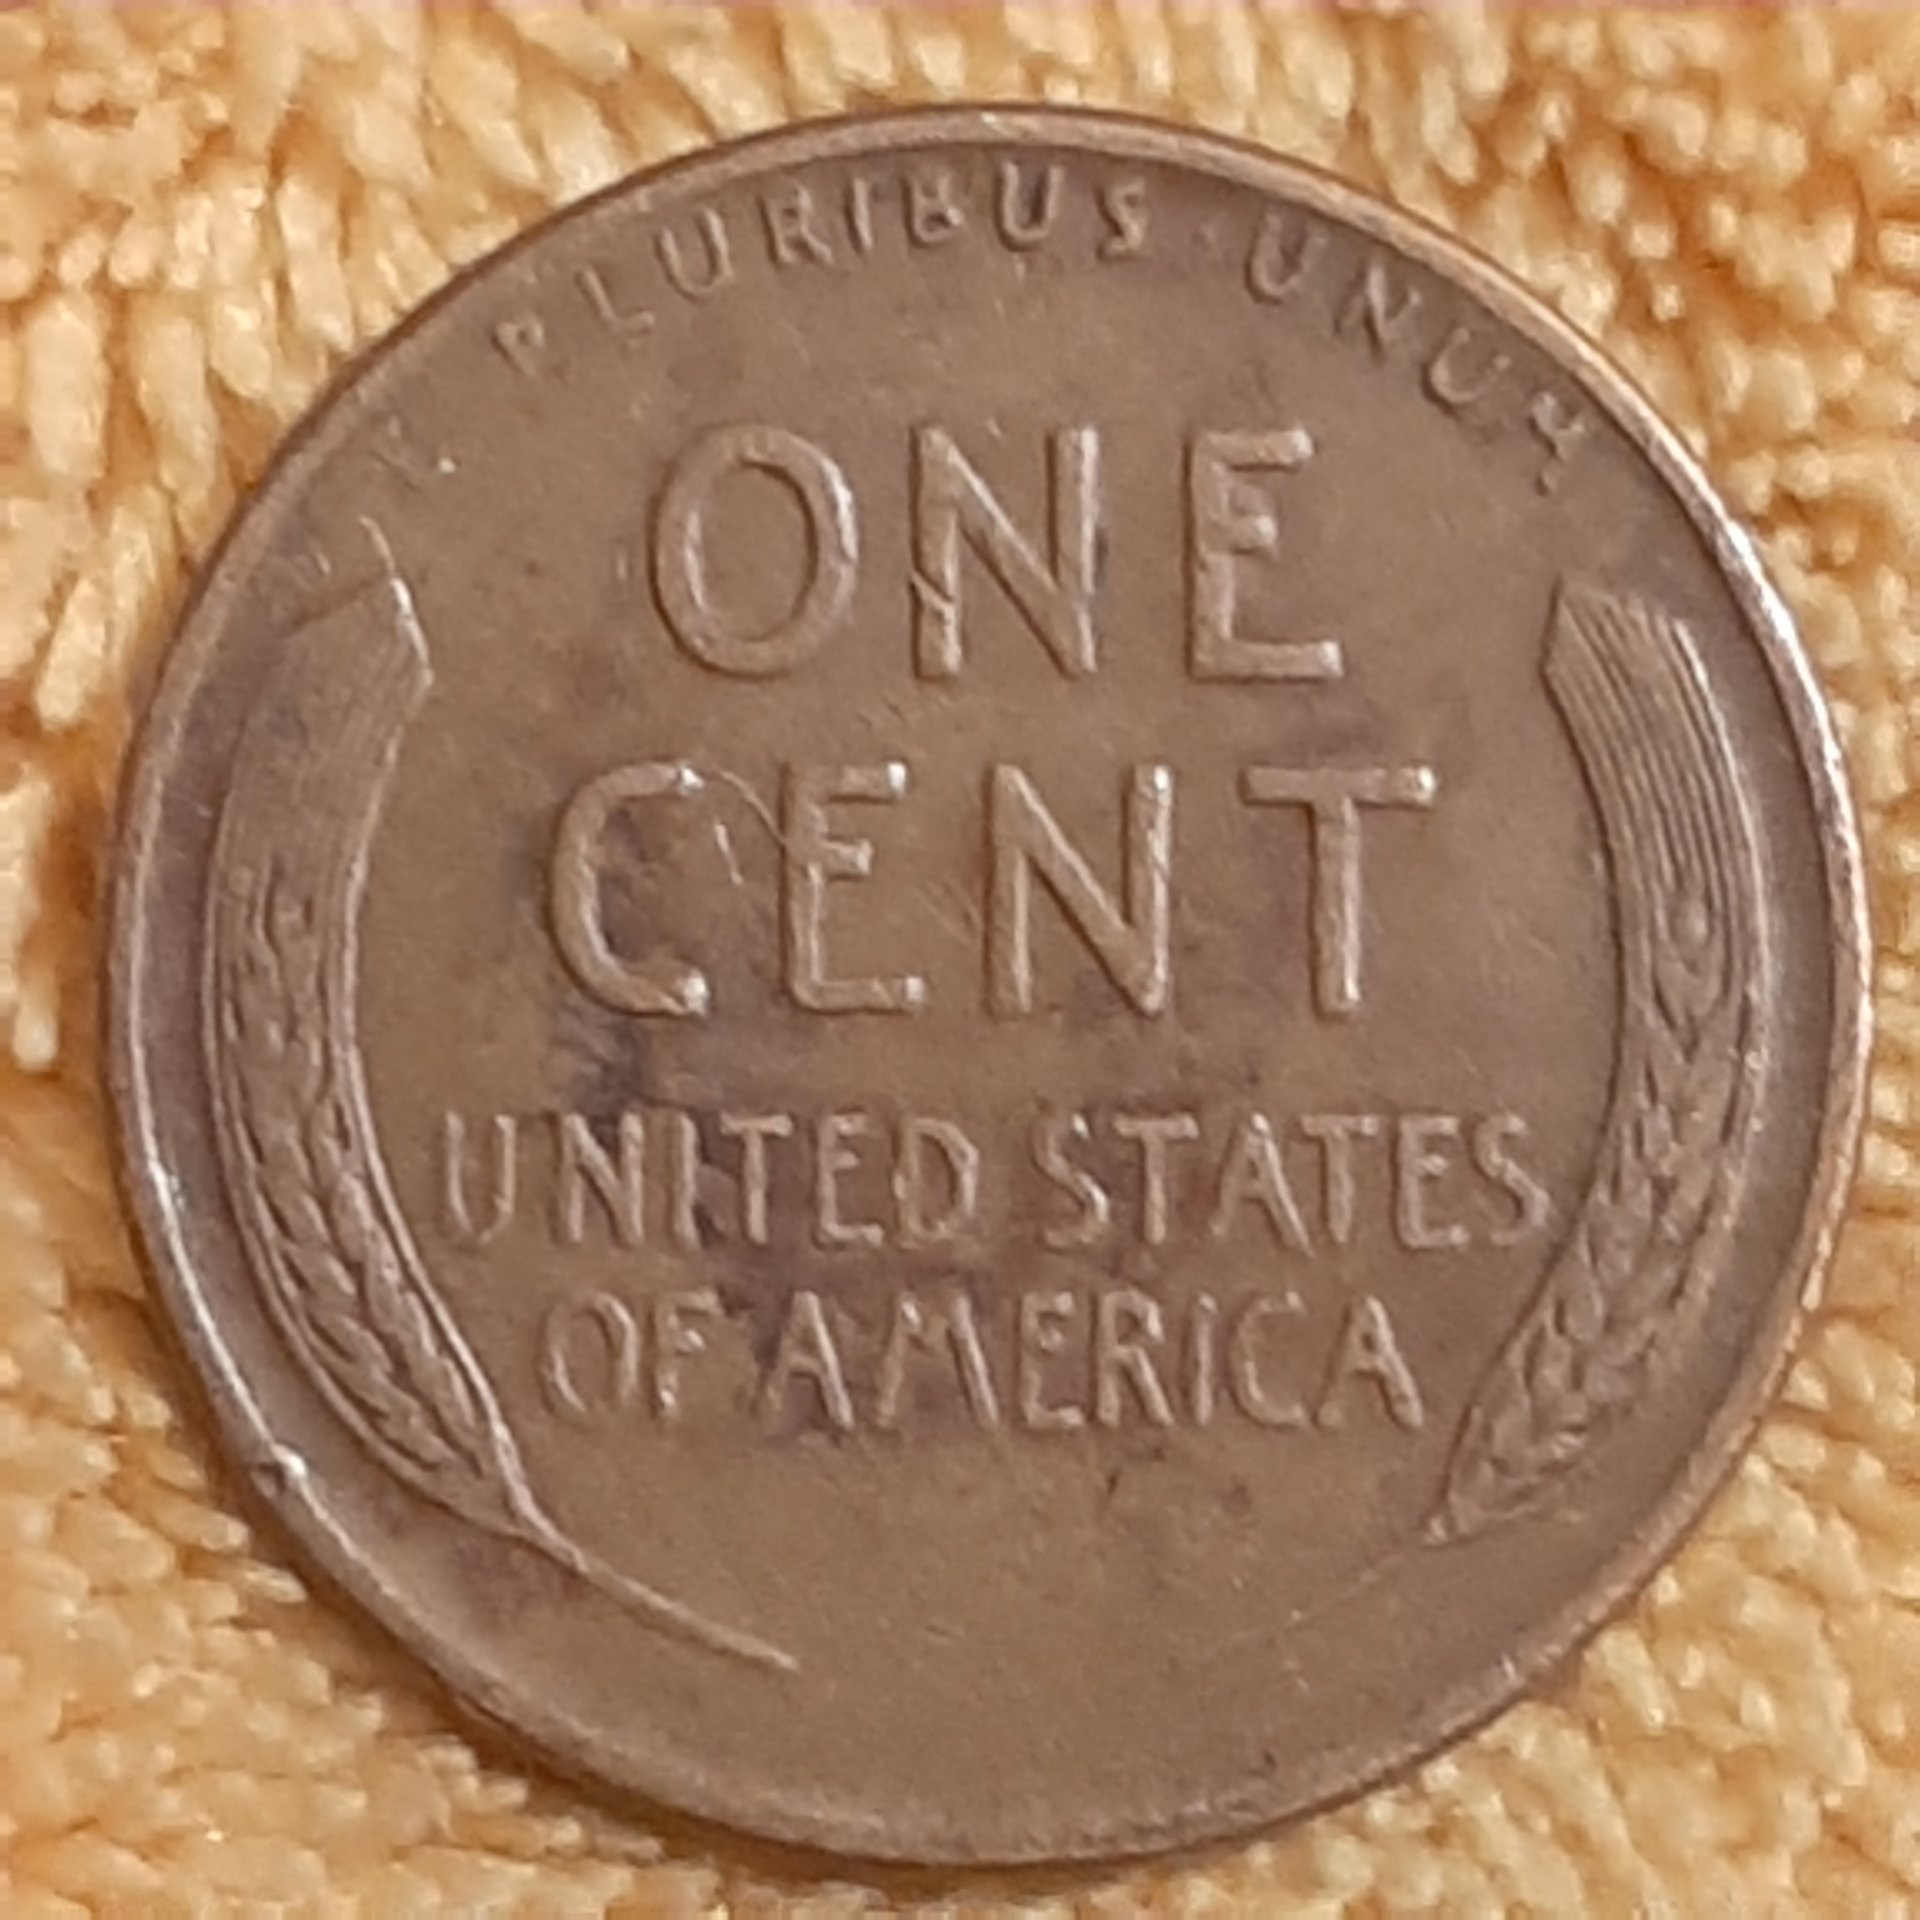 E · PLURIBUS · UNUM
ONE
CENT
UNITED STATES
OF AMERICA